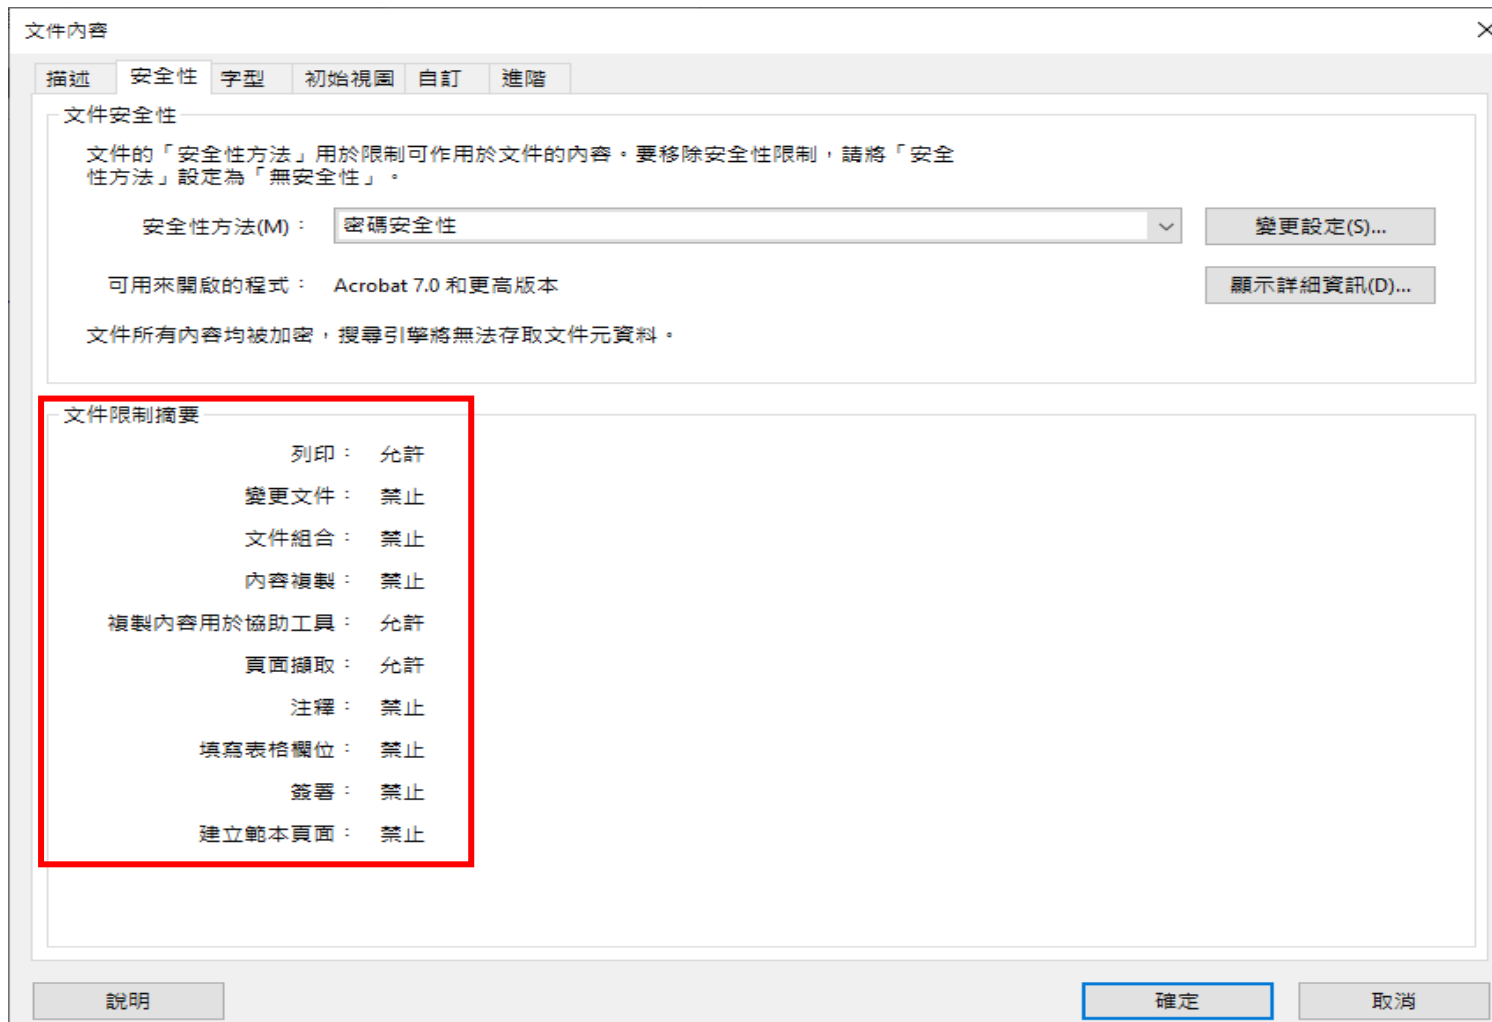 文件內容
描述 安全性 字型 初始視圖 自訂 進階
文件安全性
文件的「安全性方法」用於限制可作用於文件的內容。要移除安全性限制，請將「安全
性方法」設定為「無安全性」。
安全性方法(M)： 密碼安全性 變更設定(S)...
可用來開啟的程式： Acrobat 7.0 和更高版本 顯示詳細資訊(D)...
文件所有內容均被加密，搜尋引擎將無法存取文件元資料。
文件限制摘要
列印： 允許
變更文件： 禁止
文件組合： 禁止
內容複製： 禁止
複製內容用於協助工具： 允許
頁面擷取： 允許
注釋： 禁止
填寫表格欄位： 禁止
簽署： 禁止
建立範本頁面： 禁止
說明 確定 取消